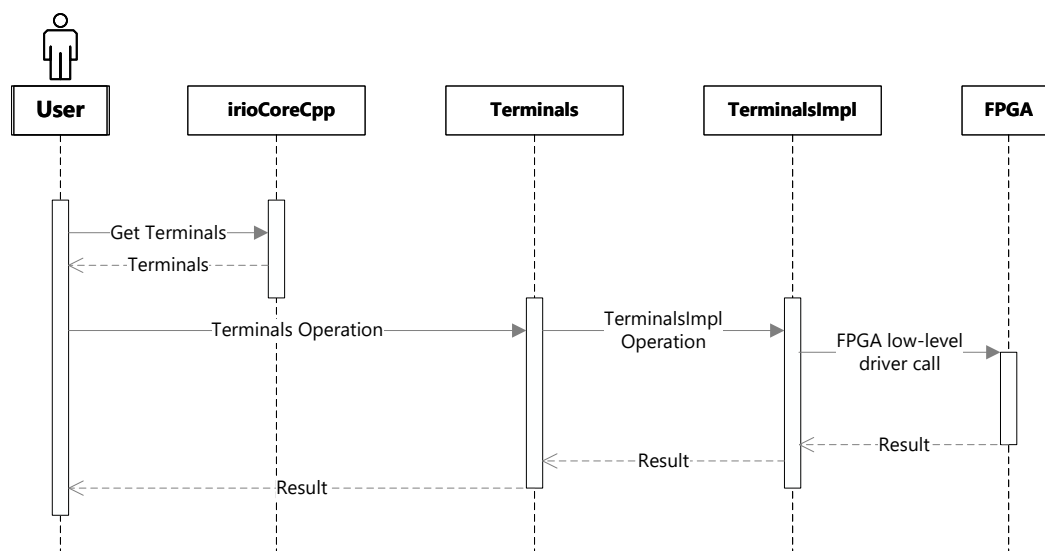 User
irioCoreCpp
Terminals
TerminalsImpl
FPGA
Get Terminals
Terminals
Terminals Operation
TerminalsImpl
Operation
FPGA low-level
driver call
Result
Result
Result